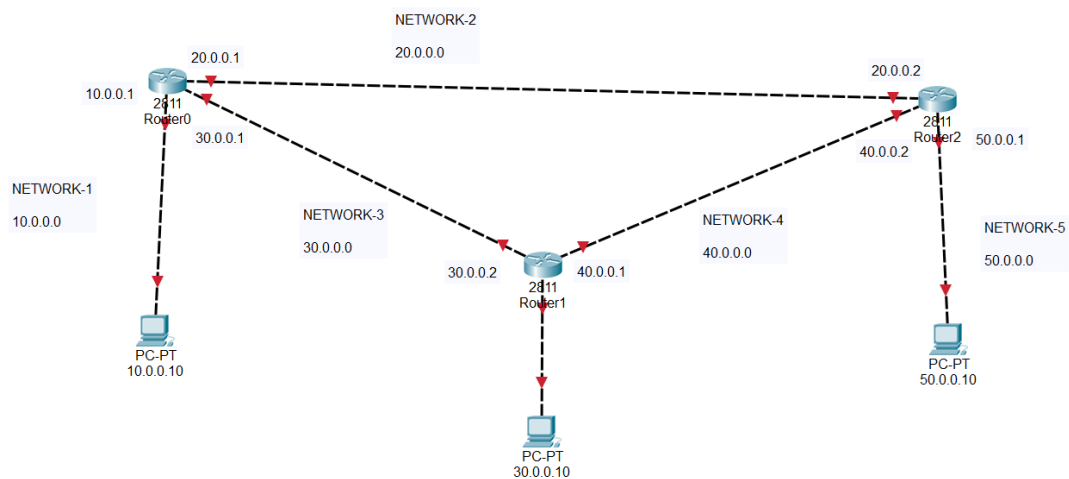 NETWORK-2
20.0.0.0
20.0.0.1
20.0.0.2
10.0.0.1
2811
Router0
30.0.0.1
2811
Router2
40.0.0.2
50.0.0.1
NETWORK-1
10.0.0.0
NETWORK-3
30.0.0.0
NETWORK-4
40.0.0.0
NETWORK-5
50.0.0.0
30.0.0.2
40.0.0.1
2811
Router1
PC-PT
10.0.0.10
PC-PT
50.0.0.10
PC-PT
30.0.0.10